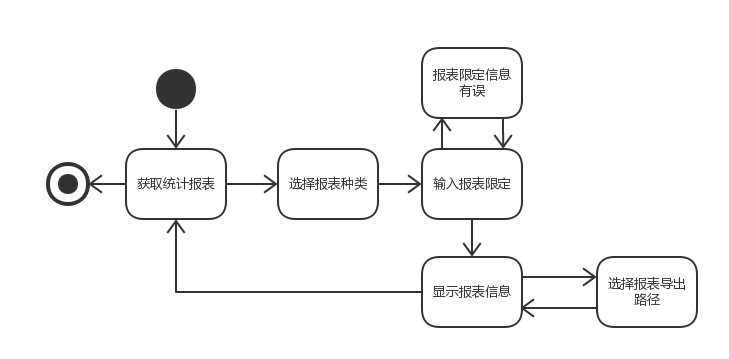 报表限定信息
有误
获取统计报表
选择报表种类
输入报表限定
显示报表信息
选择报表导出
路径